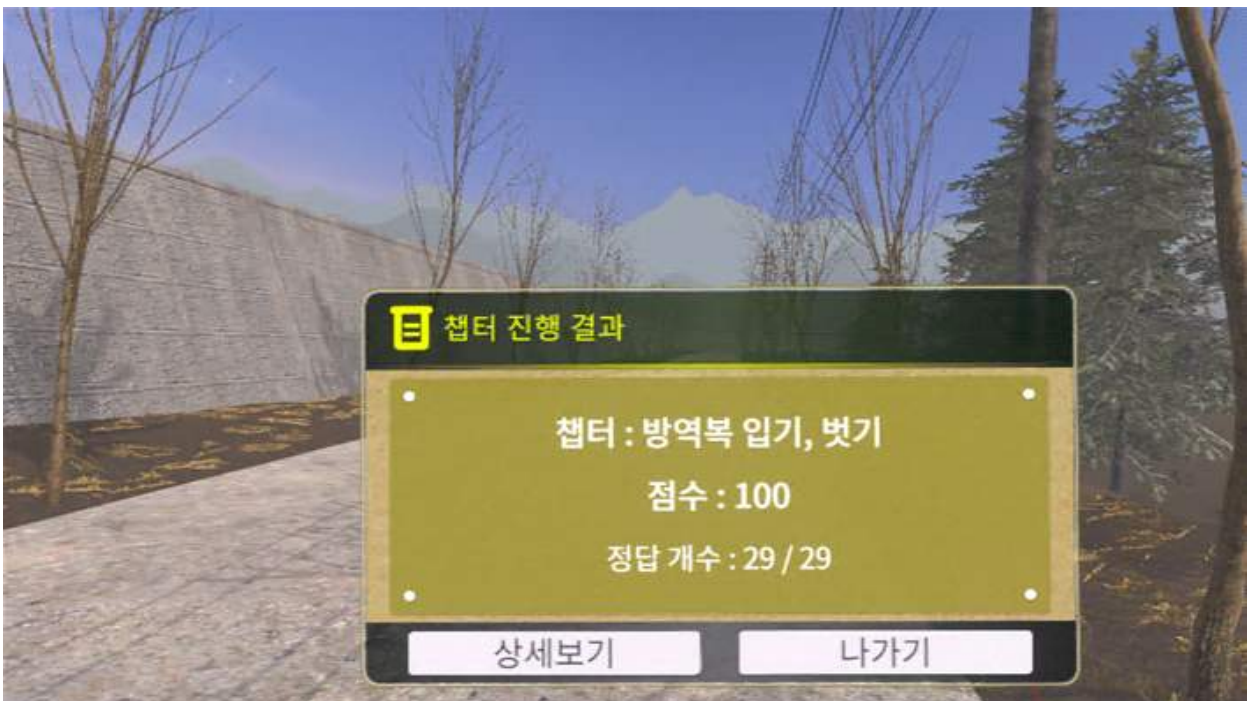 챕터 진행 결과
챕터 : 방역복 입기, 벗기
점수 : 100
정답 개수 : 29 / 29
상세보기
나가기